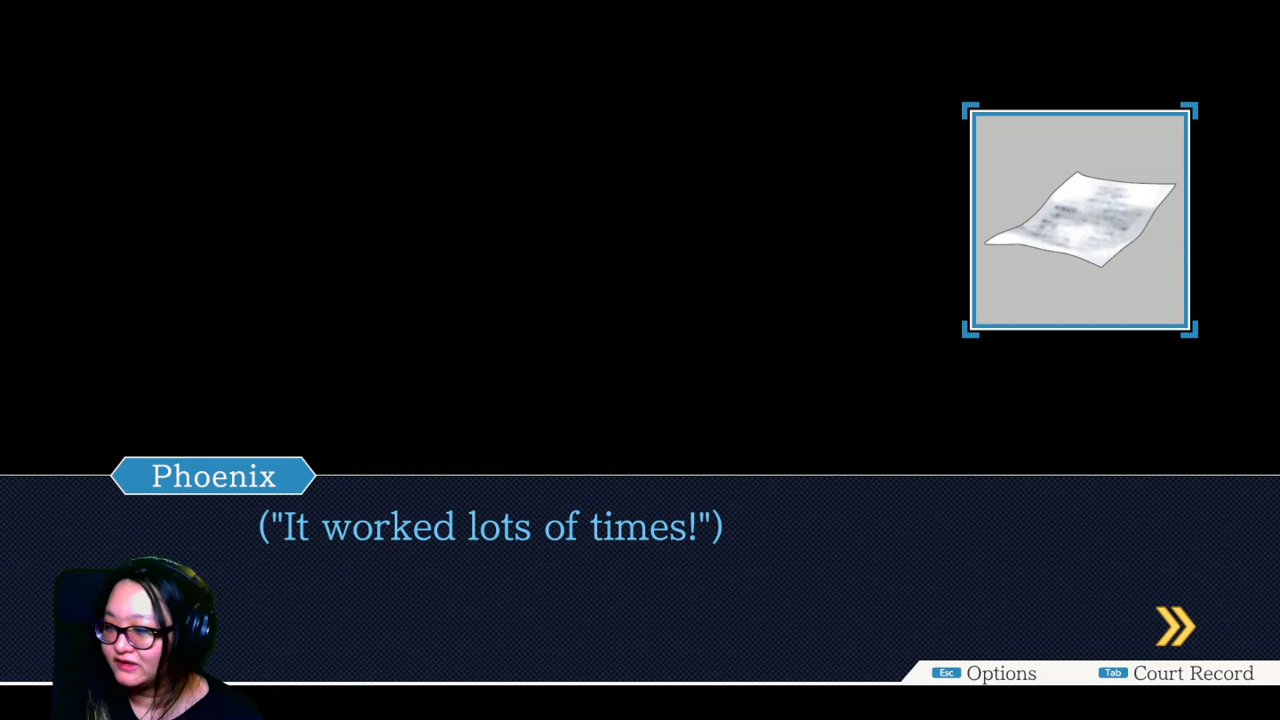 Phoenix
("It worked lots of times!")
Esc Options
Tab Court Record